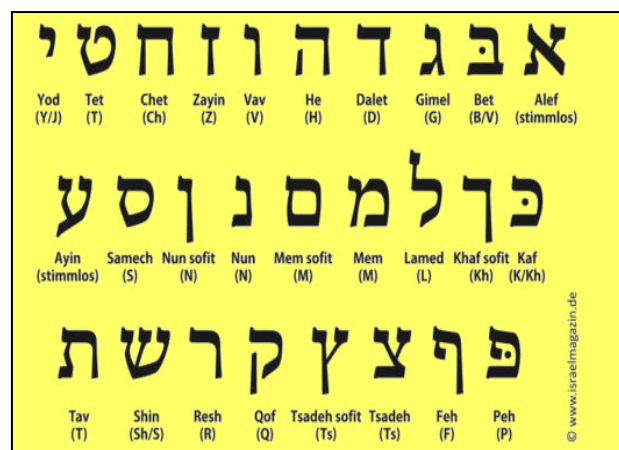 א בּ ג ד ה ו ז ח ט י
Yod Tet Chet Zayin Vav He Dalet Gimel Bet Alef
(Y/J) (T) (Ch) (Z) (V) (H) (D) (G) (B/V) (stimmlos)
כּ ך ל מ ם נ ן ס ע
Ayin Samech Nun sofit Nun Mem sofit Mem Lamed Khaf sofit Kaf
(stimmlos) (S) (N) (N) (M) (M) (L) (Kh) (K/Kh)
פּ ף צ ץ ק ר ש ת
Tav Shin Resh Qof Tsadeh sofit Tsadeh Feh Peh
(T) (Sh/S) (R) (Q) (Ts) (Ts) (F) (P)
© www.israelmagazin.de